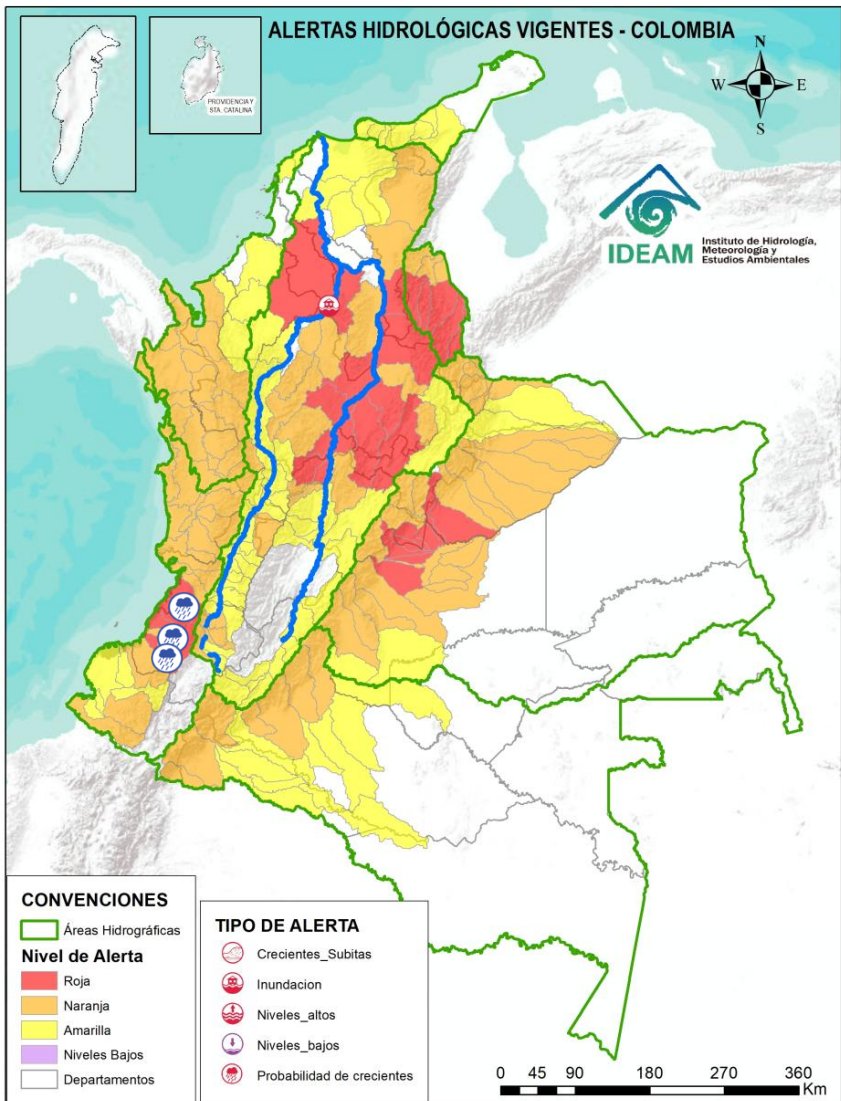 ALERTAS HIDROLÓGICAS VIGENTES - COLOMBIA
PROVIDENCIA Y
STA. CATALINA
N
W
E
S
IDEAM
Instituto de Hidrología,
Meteorología y
Estudios Ambientales
CONVENCIONES
Áreas Hidrográficas
Nivel de Alerta
Roja
Naranja
Amarilla
Niveles Bajos
Departamentos
TIPO DE ALERTA
Crecientes_Subitas
Inundacion
Niveles_altos
Niveles_bajos
Probabilidad de crecientes
0 45 90 180 270 360
Km